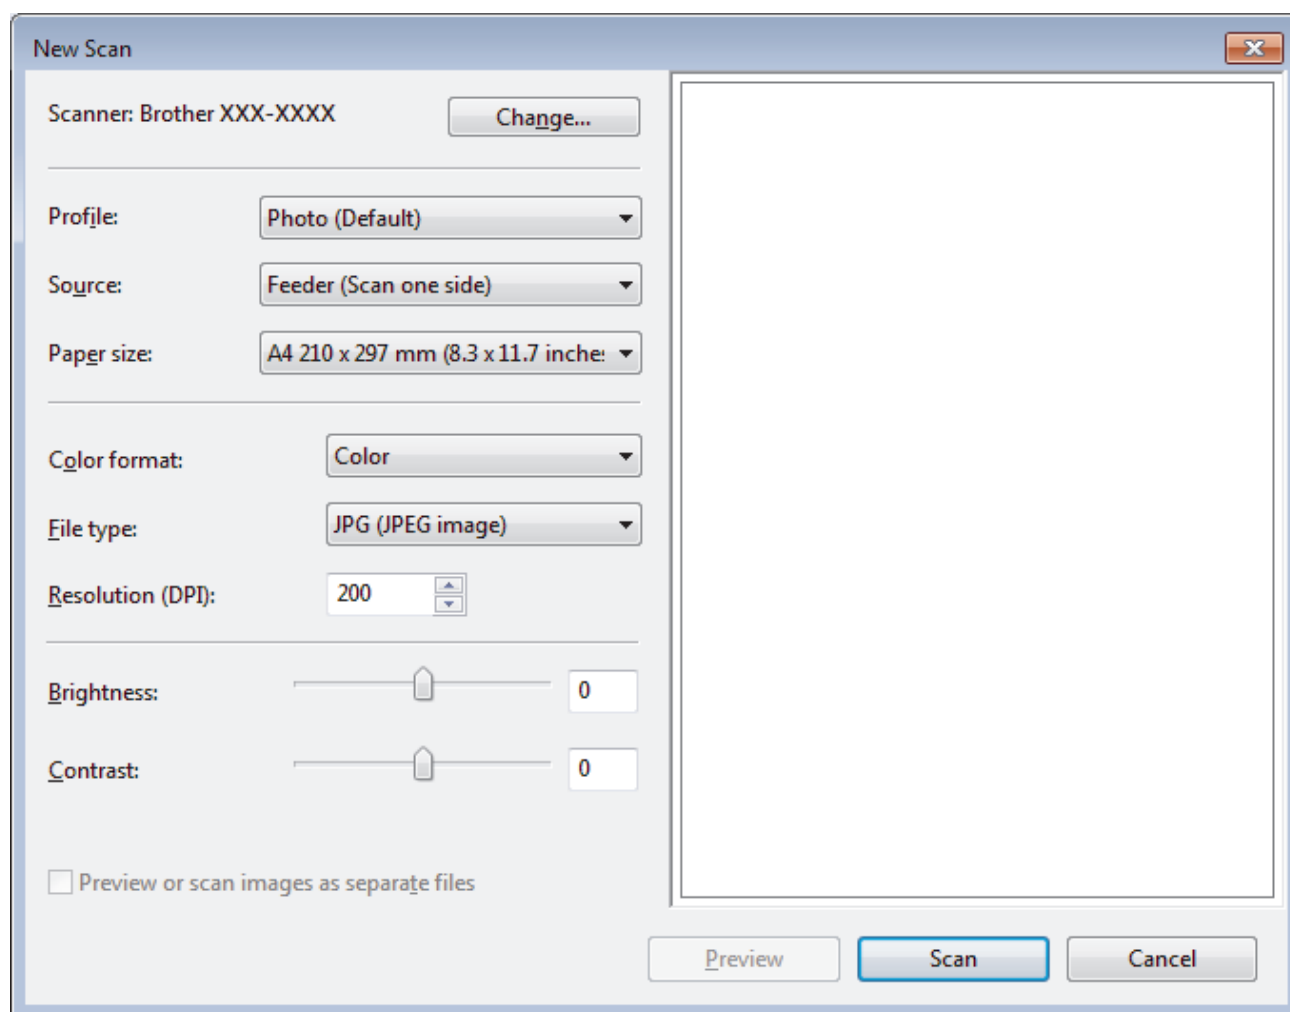 New Scan
Scanner: Brother XXX-XXXX
Change...
Profile:
Photo (Default)
Source:
Feeder (Scan one side)
Paper size:
A4 210 x 297 mm (8.3 x 11.7 inches
Color format:
Color
File type:
JPG (JPEG image)
Resolution (DPI):
200
Brightness:
0
Contrast:
0
Preview or scan images as separate files
Preview
Scan
Cancel